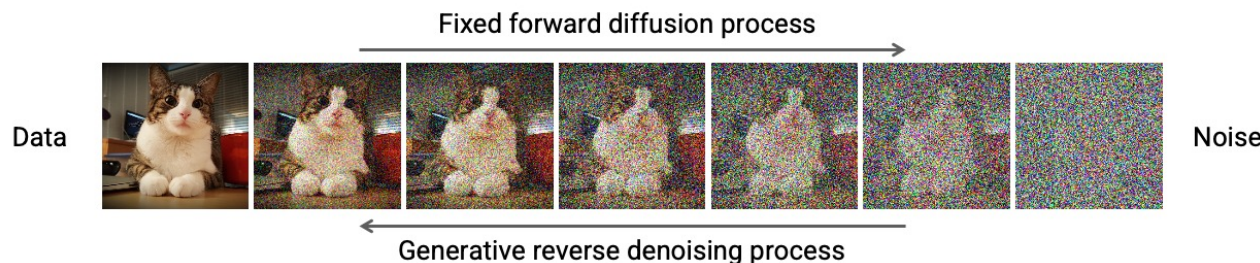 Fixed forward diffusion process
Data
Noise
Generative reverse denoising process